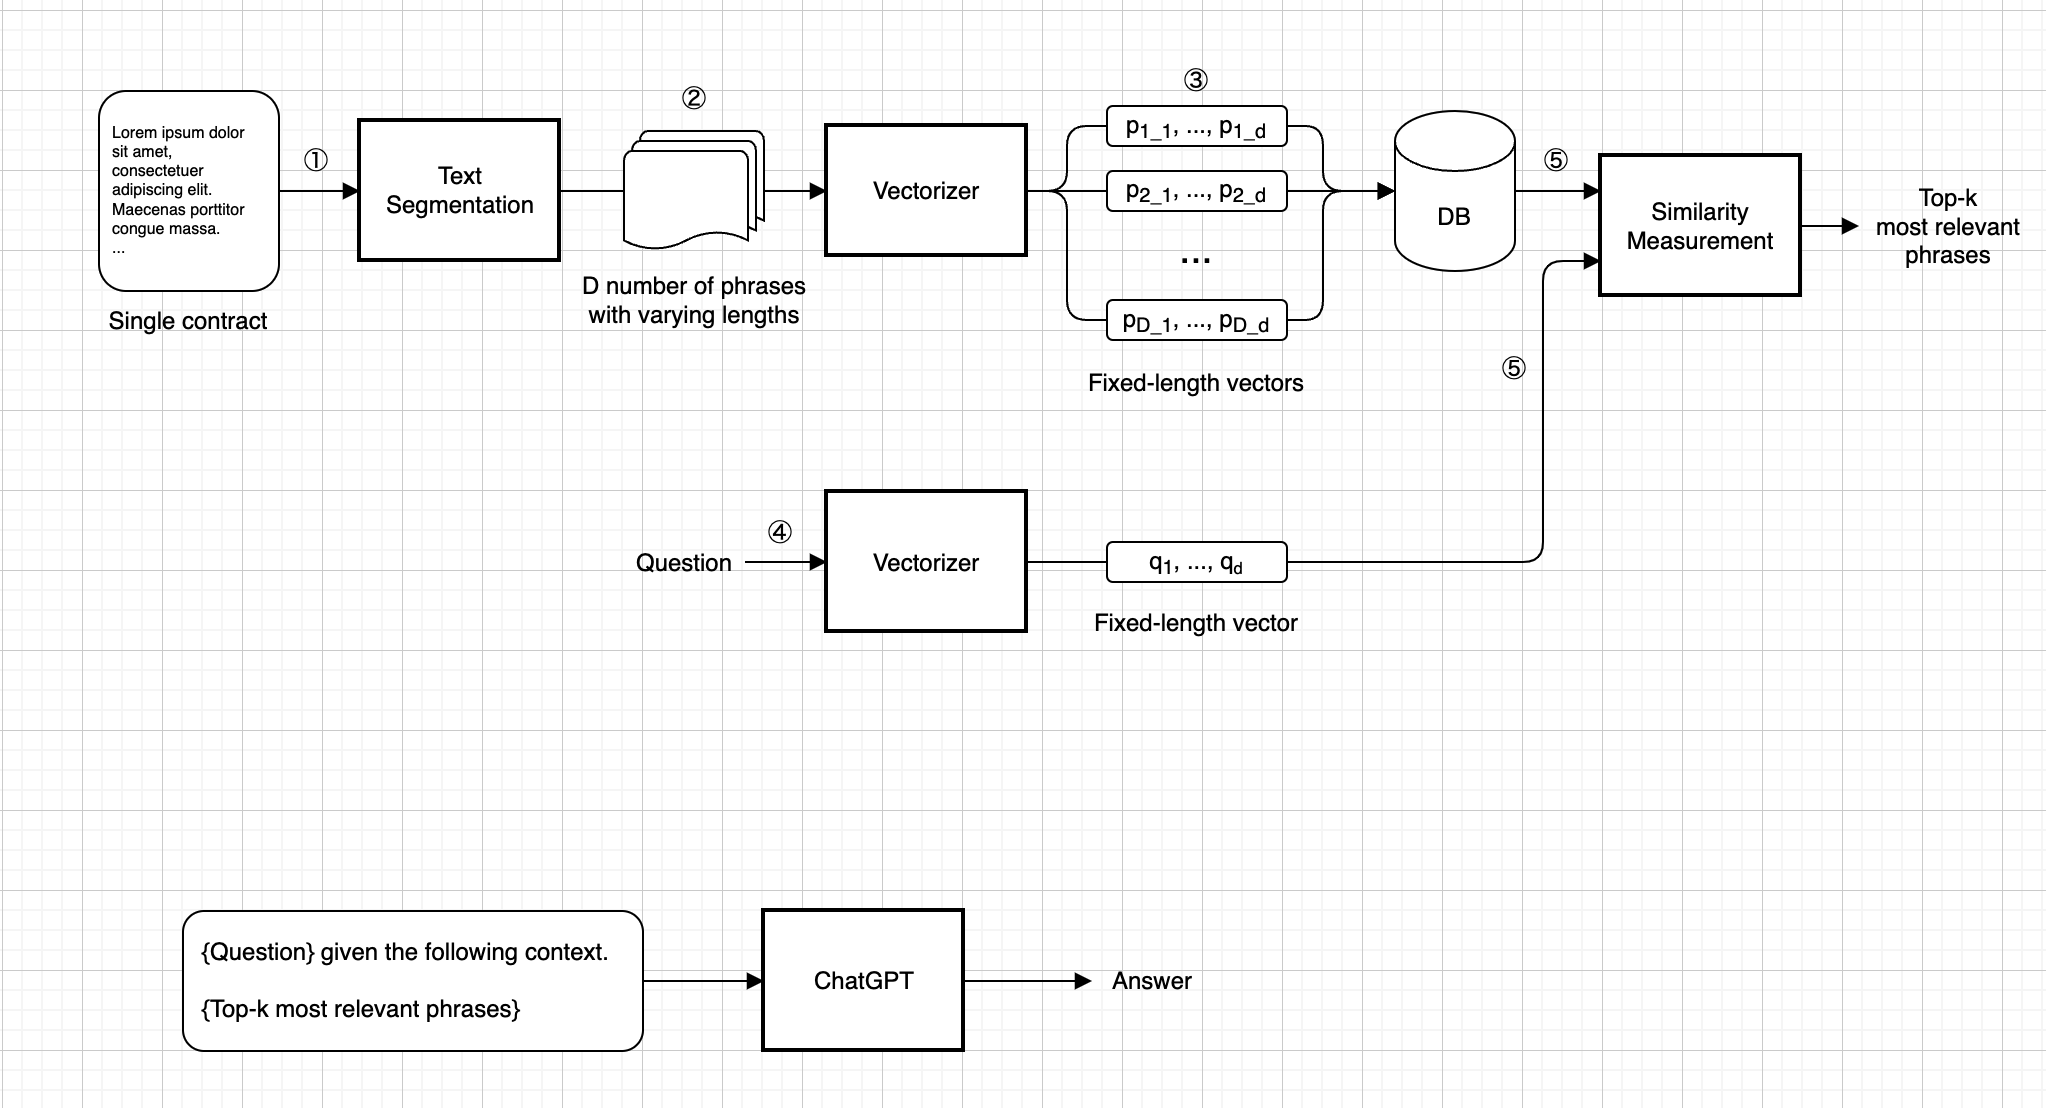 Lorem ipsum dolor
sit amet,
consectetuer
adipiscing elit.
Maecenas porttitor
congue massa.
...
Single contract
①
Text
Segmentation
②
D number of phrases
with varying lengths
Vectorizer
③
p1_1, ..., p1_d
p2_1, ..., p2_d
...
pD_1, ..., pD_d
Fixed-length vectors
DB
⑤
Similarity
Measurement
Top-k
most relevant
phrases
⑤
Question
④
Vectorizer
q1, ..., qd
Fixed-length vector
{Question} given the following context.
{Top-k most relevant phrases}
ChatGPT
Answer